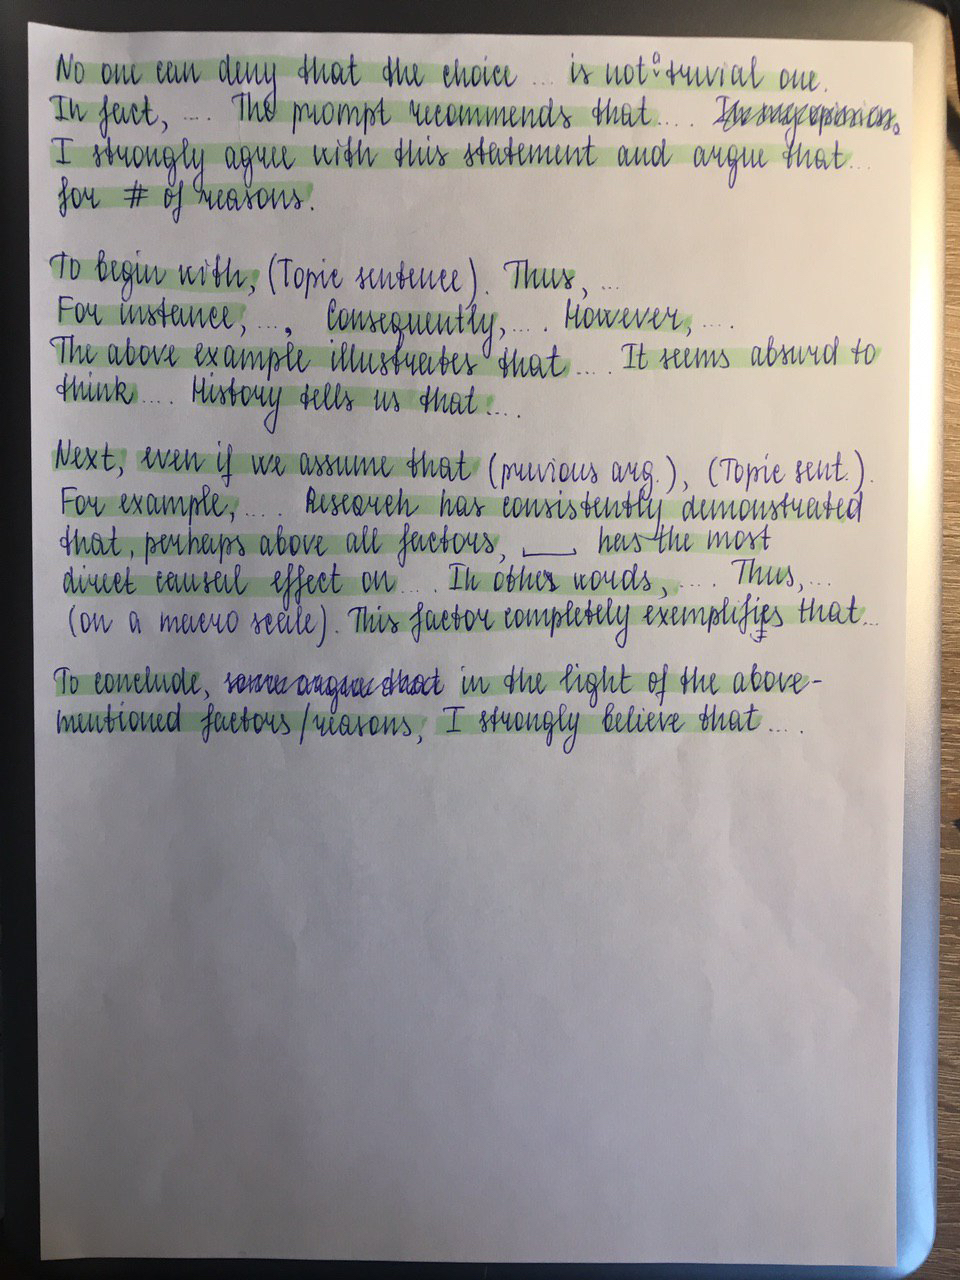 No one can deny that the choice ... is not a trivial one.
In fact, .... The prompt recommends that .... In my opinion,
I strongly agree with this statement and argue that...
for # of reasons.
To begin with, (Topic sentence). Thus, ...
For instance, ..., Consequently, .... However, ....
The above example illustrates that .... It seems absurd to
think .... History tells us that ....
Next, even if we assume that (previous arg.), (Topic sent.).
For example, .... Research has consistently demonstrated
that, perhaps above all factors, ___ has the most
direct causal effect on .... In other words, .... Thus, ...
(on a macro scale). This factor completely exemplifies that ...
To conclude, some argue that in the light of the above-
mentioned factors/reasons, I strongly believe that ....